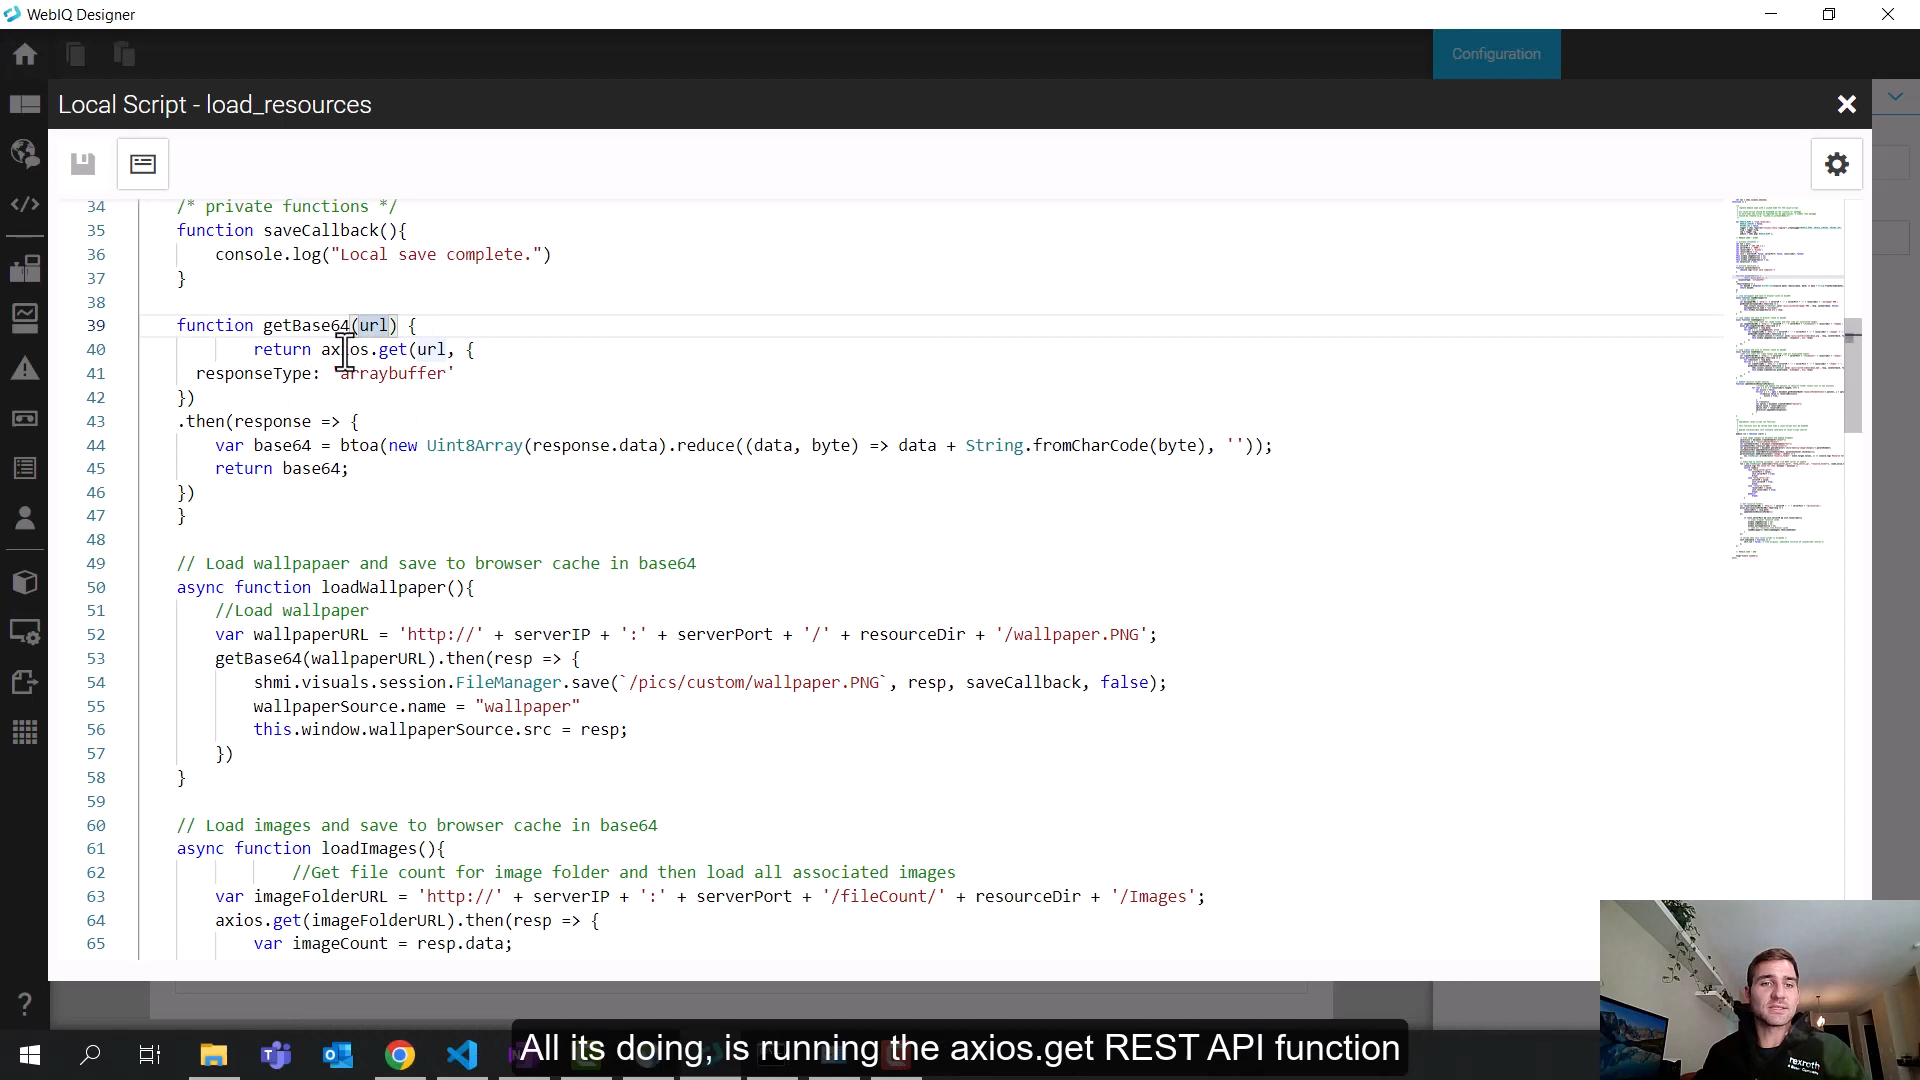 WebIQ Designer
Configuration
Local Script - load_resources
34 /* private functions */
35 function saveCallback(){
36 console.log("Local save complete.")
37 }
38
39 function getBase64(url) {
40 return axios.get(url, {
41 responseType: 'arraybuffer'
42 })
43 .then(response => {
44 var base64 = btoa(new Uint8Array(response.data).reduce((data, byte) => data + String.fromCharCode(byte), ''));
45 return base64;
46 })
47 }
48
49 // Load wallpapaer and save to browser cache in base64
50 async function loadWallpaper(){
51 //Load wallpaper
52 var wallpaperURL = 'http://' + serverIP + ':' + serverPort + '/' + resourceDir + '/wallpaper.PNG';
53 getBase64(wallpaperURL).then(resp => {
54 shmi.visuals.session.FileManager.save(`/pics/custom/wallpaper.PNG`, resp, saveCallback, false);
55 wallpaperSource.name = "wallpaper"
56 this.window.wallpaperSource.src = resp;
57 })
58 }
59
60 // Load images and save to browser cache in base64
61 async function loadImages(){
62 //Get file count for image folder and then load all associated images
63 var imageFolderURL = 'http://' + serverIP + ':' + serverPort + '/fileCount/' + resourceDir + '/Images';
64 axios.get(imageFolderURL).then(resp => {
65 var imageCount = resp.data;
rexroth
All its doing, is running the axios.get REST API function